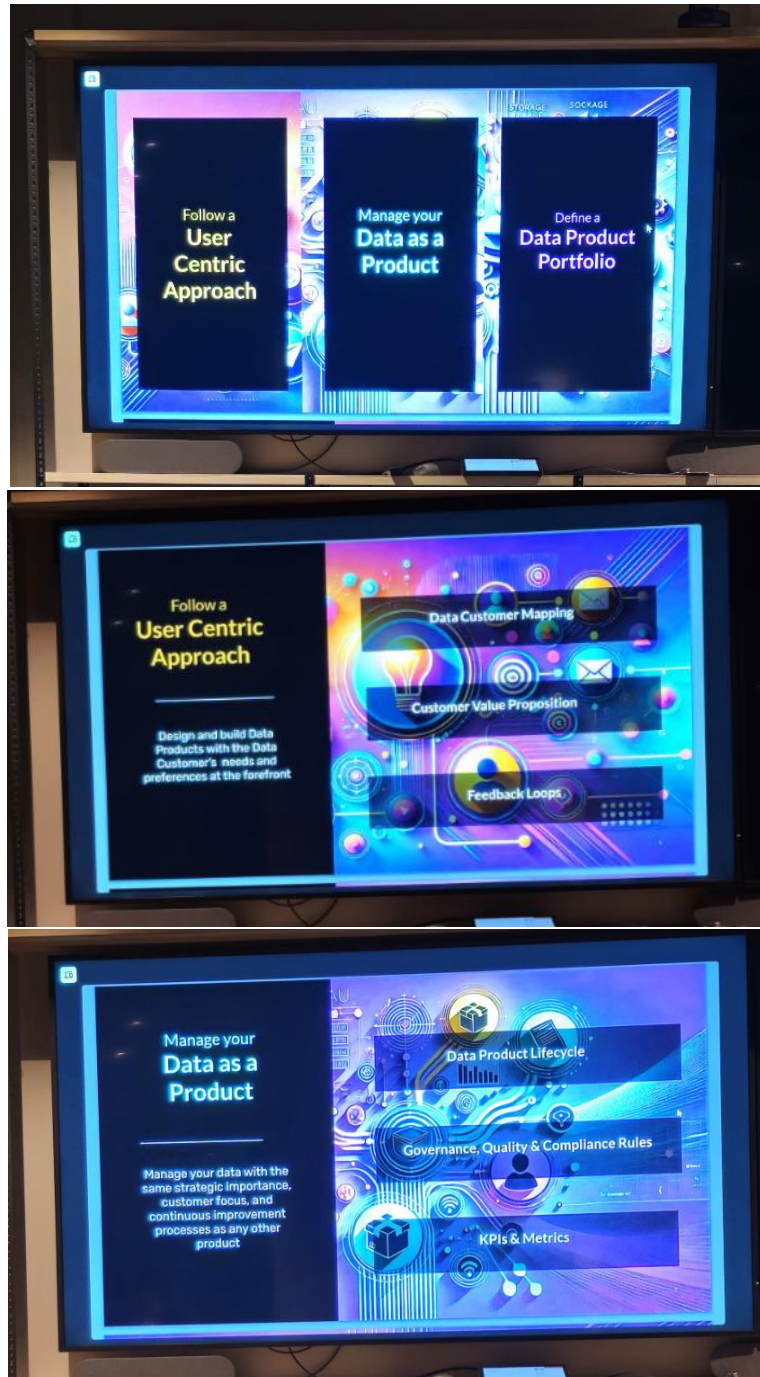 STORAGE
SOCKAGE
Follow a
User
Centric
Approach
Manage your
Data as a
Product
Define a
Data Product
Portfolio
Follow a
User Centric
Approach
Design and build Data
Products with the Data
Customer's needs and
preferences at the forefront
Data Customer Mapping
Customer Value Proposition
Feedback Loops
Manage your
Data as a
Product
Manage your data with the
same strategic importance,
customer focus, and
continuous improvement
processes as any other
product
AU
Data Product Lifecycle
Governance, Quality & Compliance Rules
KPIs & Metrics